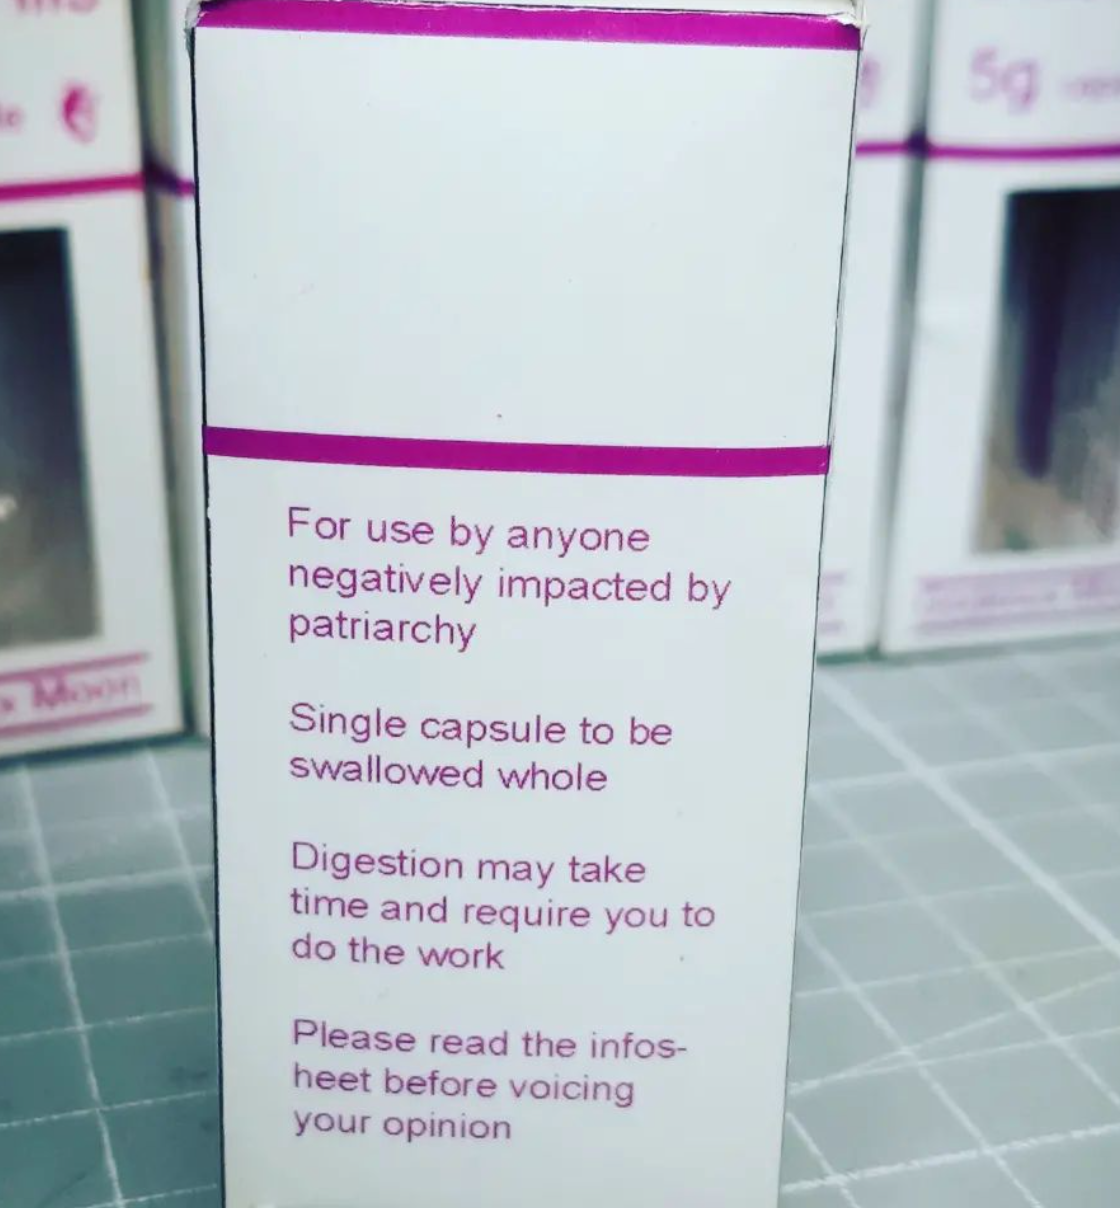 5g
For use by anyone
negatively impacted by
patriarchy
Single capsule to be
swallowed whole
Digestion may take
time and require you to
do the work
Please read the infos-
heet before voicing
your opinion
Moon